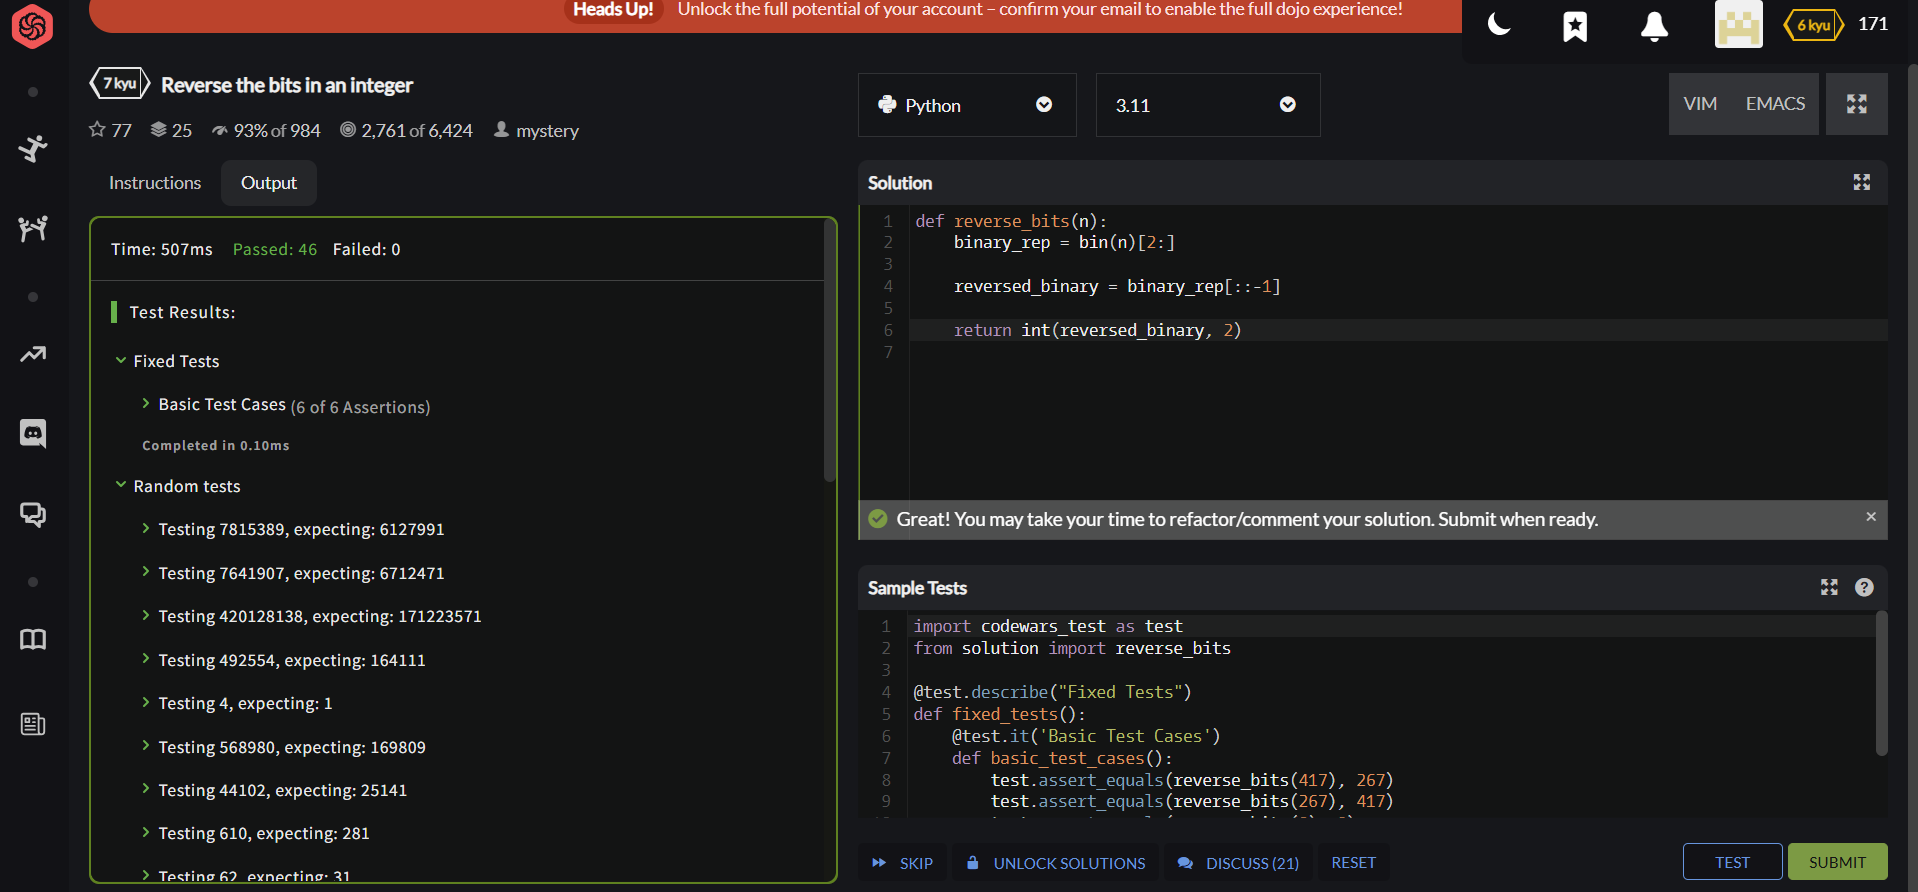 Heads Up! Unlock the full potential of your account – confirm your email to enable the full dojo experience!
6 kyu 171
7 kyu Reverse the bits in an integer
77 25 93% of 984 2,761 of 6,424 mystery
Instructions Output
Time: 507ms Passed: 46 Failed: 0
Test Results:
Fixed Tests
Basic Test Cases (6 of 6 Assertions)
Completed in 0.10ms
Random tests
Testing 7815389, expecting: 6127991
Testing 7641907, expecting: 6712471
Testing 420128138, expecting: 171223571
Testing 492554, expecting: 164111
Testing 4, expecting: 1
Testing 568980, expecting: 169809
Testing 44102, expecting: 25141
Testing 610, expecting: 281
Testing 62, expecting: 31
Python 3.11 VIM EMACS
Solution
1 def reverse_bits(n):
2 binary_rep = bin(n)[2:]
3
4 reversed_binary = binary_rep[::-1]
5
6 return int(reversed_binary, 2)
7
Great! You may take your time to refactor/comment your solution. Submit when ready. ×
Sample Tests ?
1 import codewars_test as test
2 from solution import reverse_bits
3
4 @test.describe("Fixed Tests")
5 def fixed_tests():
6 @test.it('Basic Test Cases')
7 def basic_test_cases():
8 test.assert_equals(reverse_bits(417), 267)
9 test.assert_equals(reverse_bits(267), 417)
SKIP UNLOCK SOLUTIONS DISCUSS (21) RESET TEST SUBMIT